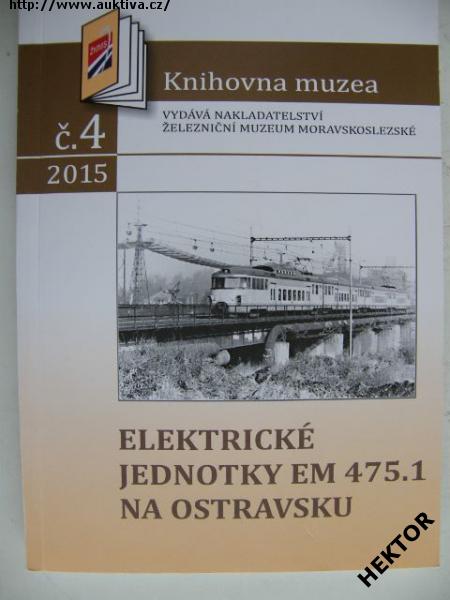 http://www.auktiva.cz/
Knihovna muzea
VYDÁVÁ NAKLADATELSTVÍ
ŽELEZNIČNÍ MUZEUM MORAVSKOSLEZSKÉ
č.4
2015
ELEKTRICKÉ
JEDNOTKY EM 475.1
NA OSTRAVSKU
HEKTOR